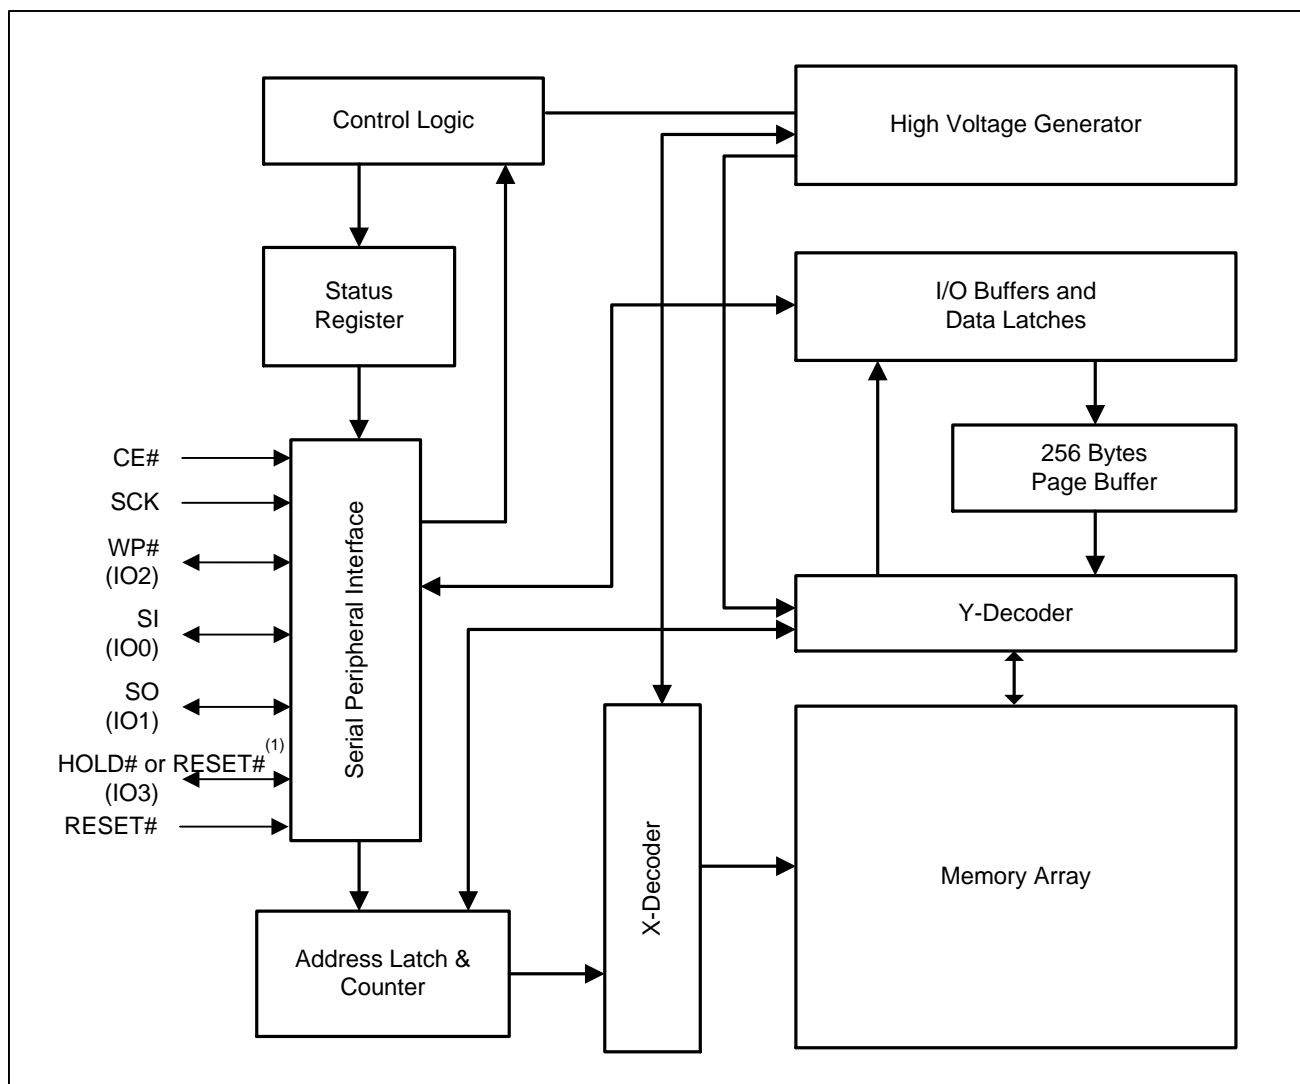 Control Logic
High Voltage Generator
Status
Register
I/O Buffers and
Data Latches
256 Bytes
Page Buffer
CE#
SCK
WP#
(IO2)
SI
(IO0)
SO
(IO1)
HOLD# or RESET#(1)
(IO3)
RESET#
Serial Peripheral Interface
Y-Decoder
X-Decoder
Memory Array
Address Latch &
Counter